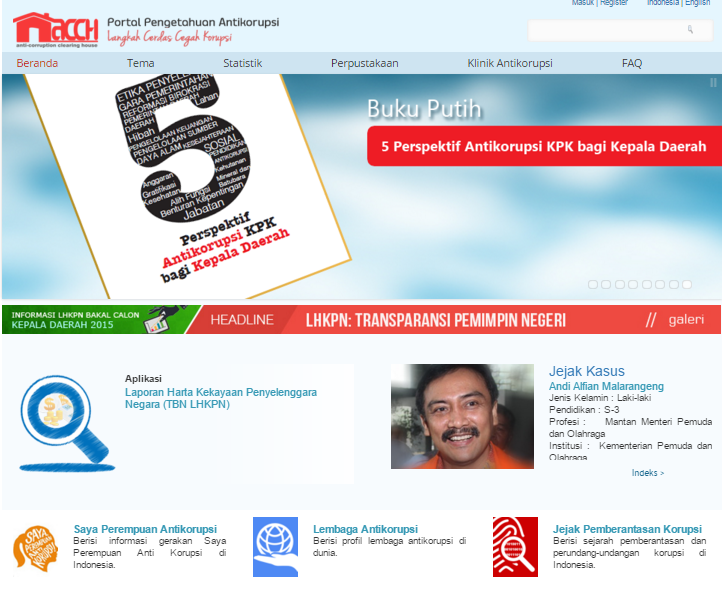 Masuk | Register
Indonesia | English
acch
anti-corruption clearing house
Portal Pengetahuan Antikorupsi
Langkah Cerdas Cegah Korupsi
Beranda
Tema
Statistik
Perpustakaan
Klinik Antikorupsi
FAQ
ETIKA PENYELE
GARA PEMERINTAHAN
REFORMASI BIROKRASI
Lahan
DAERAH
Hibah
PENGELOLAAN KEUANGAN
PENGELOLAAN SUMBER
DAYA ALAM KESEJAHTERAAN
SOSIAL
PENDIDIKAN
ANTIKORUPSI
Kehutanan
Mineral dan
Batubara
Anggaran
Gratifikasi
Kesehatan
Alih Fungsi
Benturan Kepentingan
Jabatan
5
Perspektif
Antikorupsi KPK
bagi Kepala Daerah
Buku Putih
5 Perspektif Antikorupsi KPK bagi Kepala Daerah
INFORMASI LHKPN BAKAL CALON
KEPALA DAERAH 2015
HEADLINE
LHKPN: TRANSPARANSI PEMIMPIN NEGERI
// galeri
Aplikasi
Laporan Harta Kekayaan Penyelenggara
Negara (TBN LHKPN)
Jejak Kasus
Andi Alfian Malarangeng
Jenis Kelamin : Laki-laki
Pendidikan : S-3
Profesi : Mantan Menteri Pemuda
dan Olahraga
Institusi : Kementerian Pemuda dan
Olahraga
Indeks >
SAYA
PEREMPUAN
ANTI
KORUPSI
Saya Perempuan Antikorupsi
Berisi informasi gerakan Saya
Perempuan Anti Korupsi di
Indonesia.
Lembaga Antikorupsi
Berisi profil lembaga antikorupsi di
dunia.
Jejak Pemberantasan Korupsi
Berisi sejarah pemberantasan dan
perundang-undangan korupsi di
Indonesia.